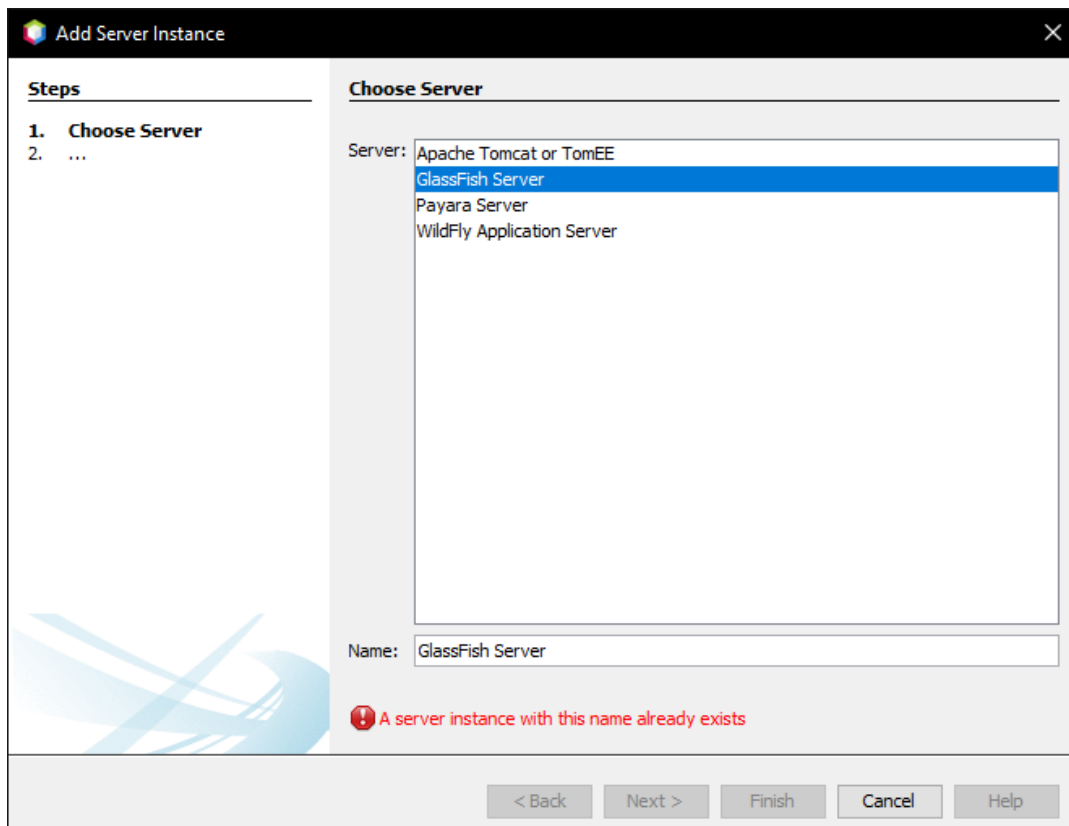 Add Server Instance
Steps
1. Choose Server
2. ...
Choose Server
Server:
Apache Tomcat or TomEE
GlassFish Server
Payara Server
WildFly Application Server
Name: GlassFish Server
A server instance with this name already exists
< Back Next > Finish Cancel Help